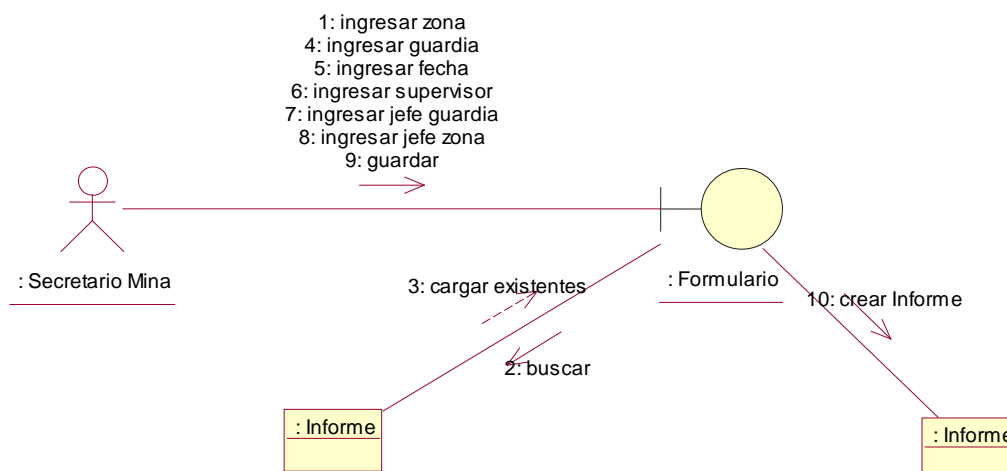 1: ingresar zona
4: ingresar guardia
5: ingresar fecha
6: ingresar supervisor
7: ingresar jefe guardia
8: ingresar jefe zona
9: guardar
: Secretario Mina
3: cargar existentes
: Formulario
10: crear Informe
2: buscar
: Informe
: Informe